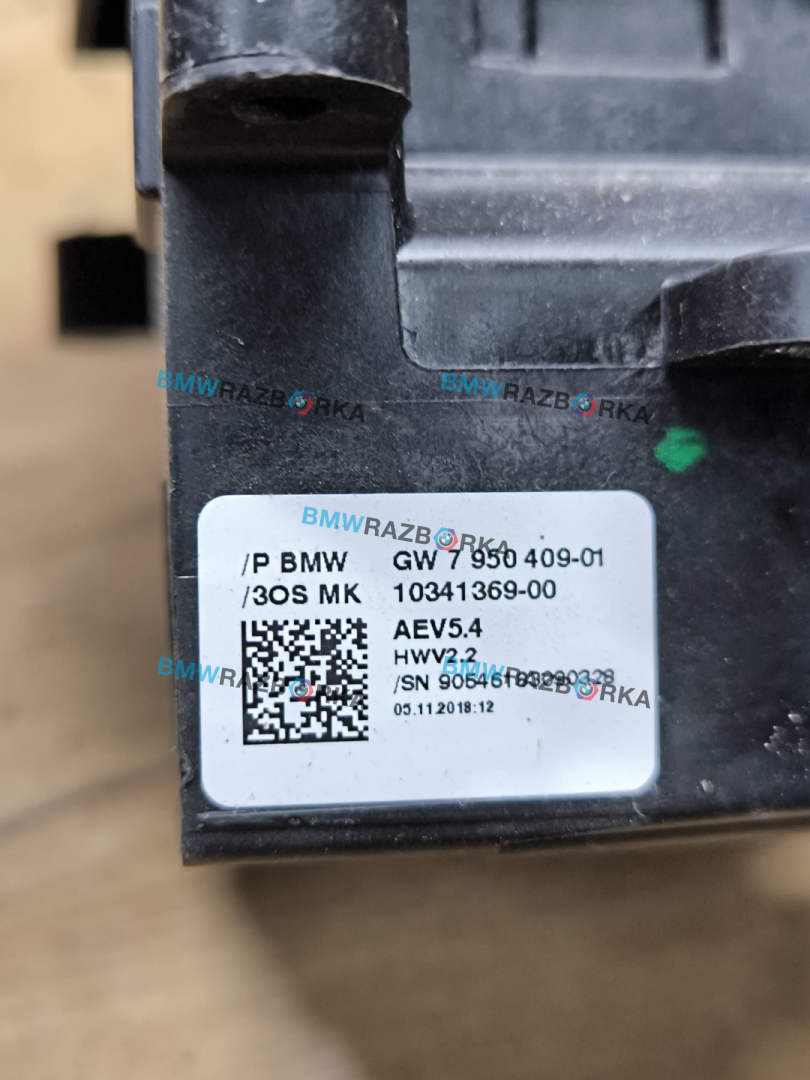 BMWRAZBORKA
BMWRAZBORKA
BMWRAZBORKA
/P BMW GW 7 950 409-01
/3OS MK 10341369-00
AEV5.4
HWV2.2
BMWRAZBORKA
BMWRAZBORKA
/SN
05.11.2018:12